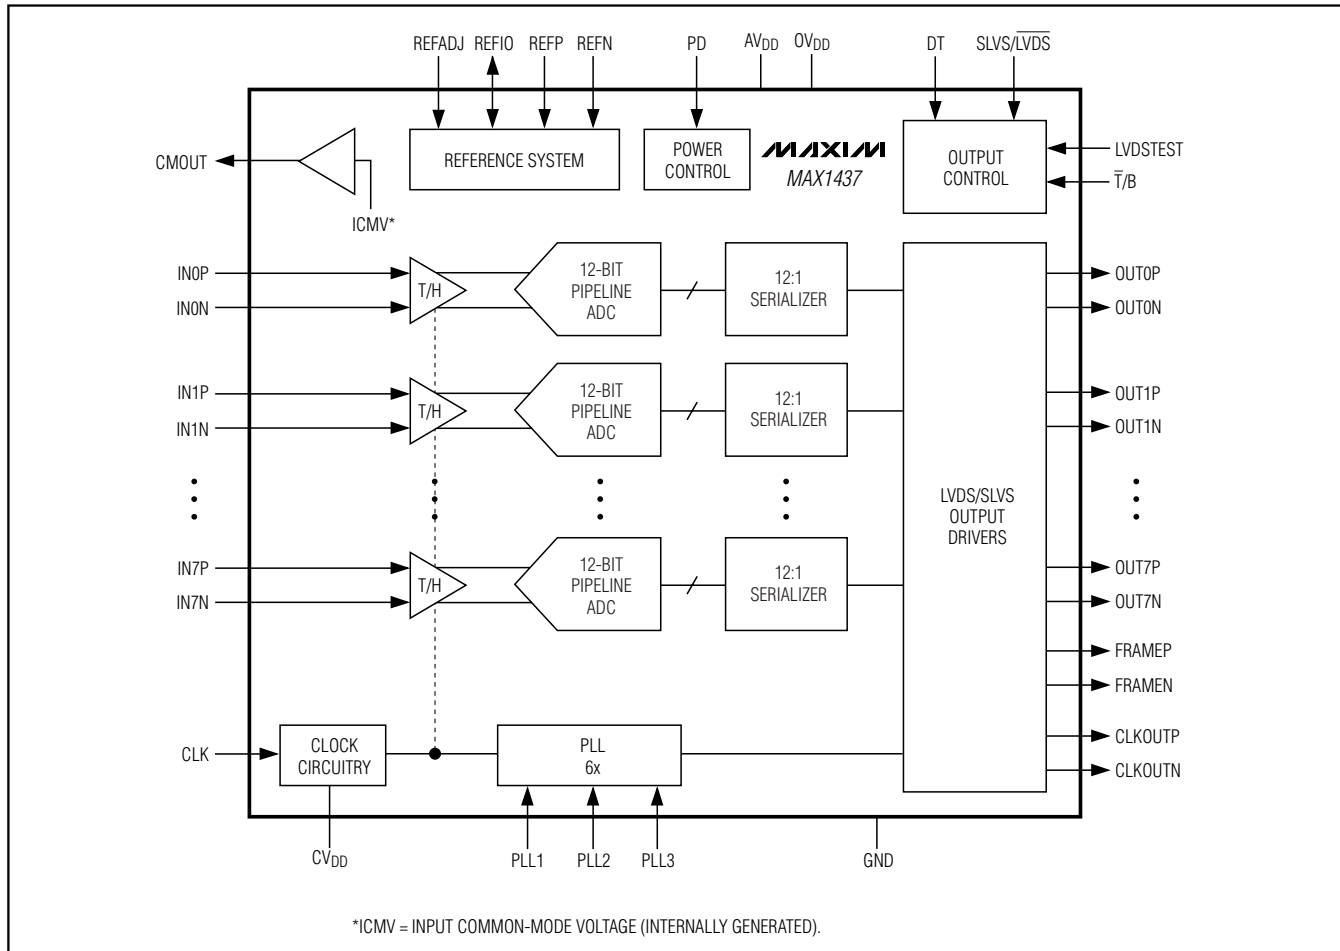 REFADJ REFIO REFP REFN PD AVDD OVDD DT SLVS/L̅V̅D̅S̅
CMOUT
ICMV*
REFERENCE SYSTEM
POWER
CONTROL
MAXIM
MAX1437
OUTPUT
CONTROL
LVDSTEST
T̅/B
IN0P
IN0N
T/H
12-BIT
PIPELINE
ADC
12:1
SERIALIZER
OUT0P
OUT0N
IN1P
IN1N
T/H
12-BIT
PIPELINE
ADC
12:1
SERIALIZER
OUT1P
OUT1N
LVDS/SLVS
OUTPUT
DRIVERS
IN7P
IN7N
T/H
12-BIT
PIPELINE
ADC
12:1
SERIALIZER
OUT7P
OUT7N
FRAMEP
FRAMEN
CLK
CLOCK
CIRCUITRY
PLL
6x
CLKOUTP
CLKOUTN
CVDD PLL1 PLL2 PLL3 GND
*ICMV = INPUT COMMON-MODE VOLTAGE (INTERNALLY GENERATED).